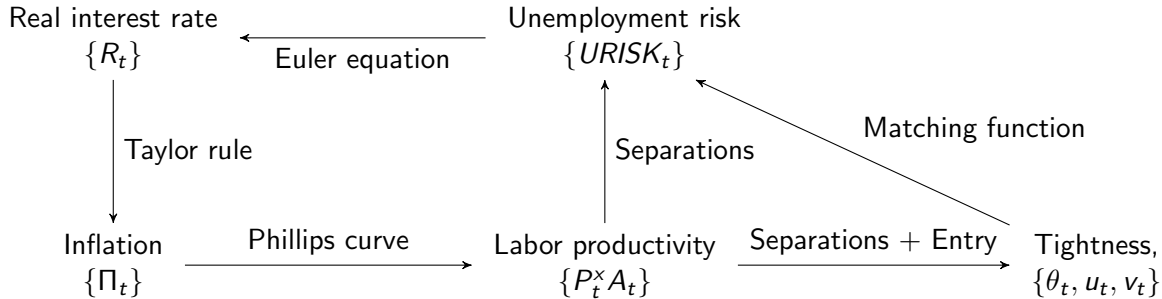 Real interest rate
{R_t}
Unemployment risk
{URISK_t}
Euler equation
Taylor rule
Separations
Matching function
Inflation
{Π_t}
Phillips curve
Labor productivity
{P_t^x A_t}
Separations + Entry
Tightness,
{θ_t, u_t, v_t}